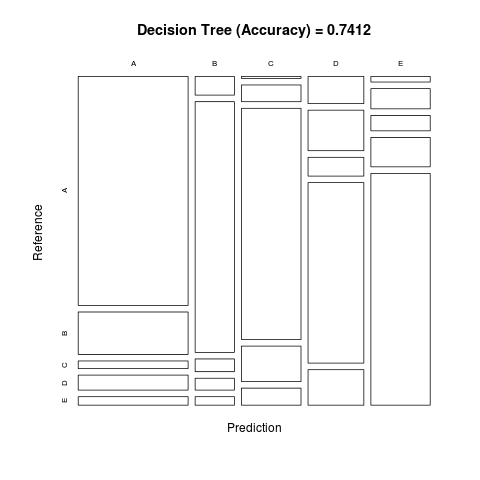 Decision Tree (Accuracy) = 0.7412
A B C D E
A
B
C
D
E
Reference
Prediction